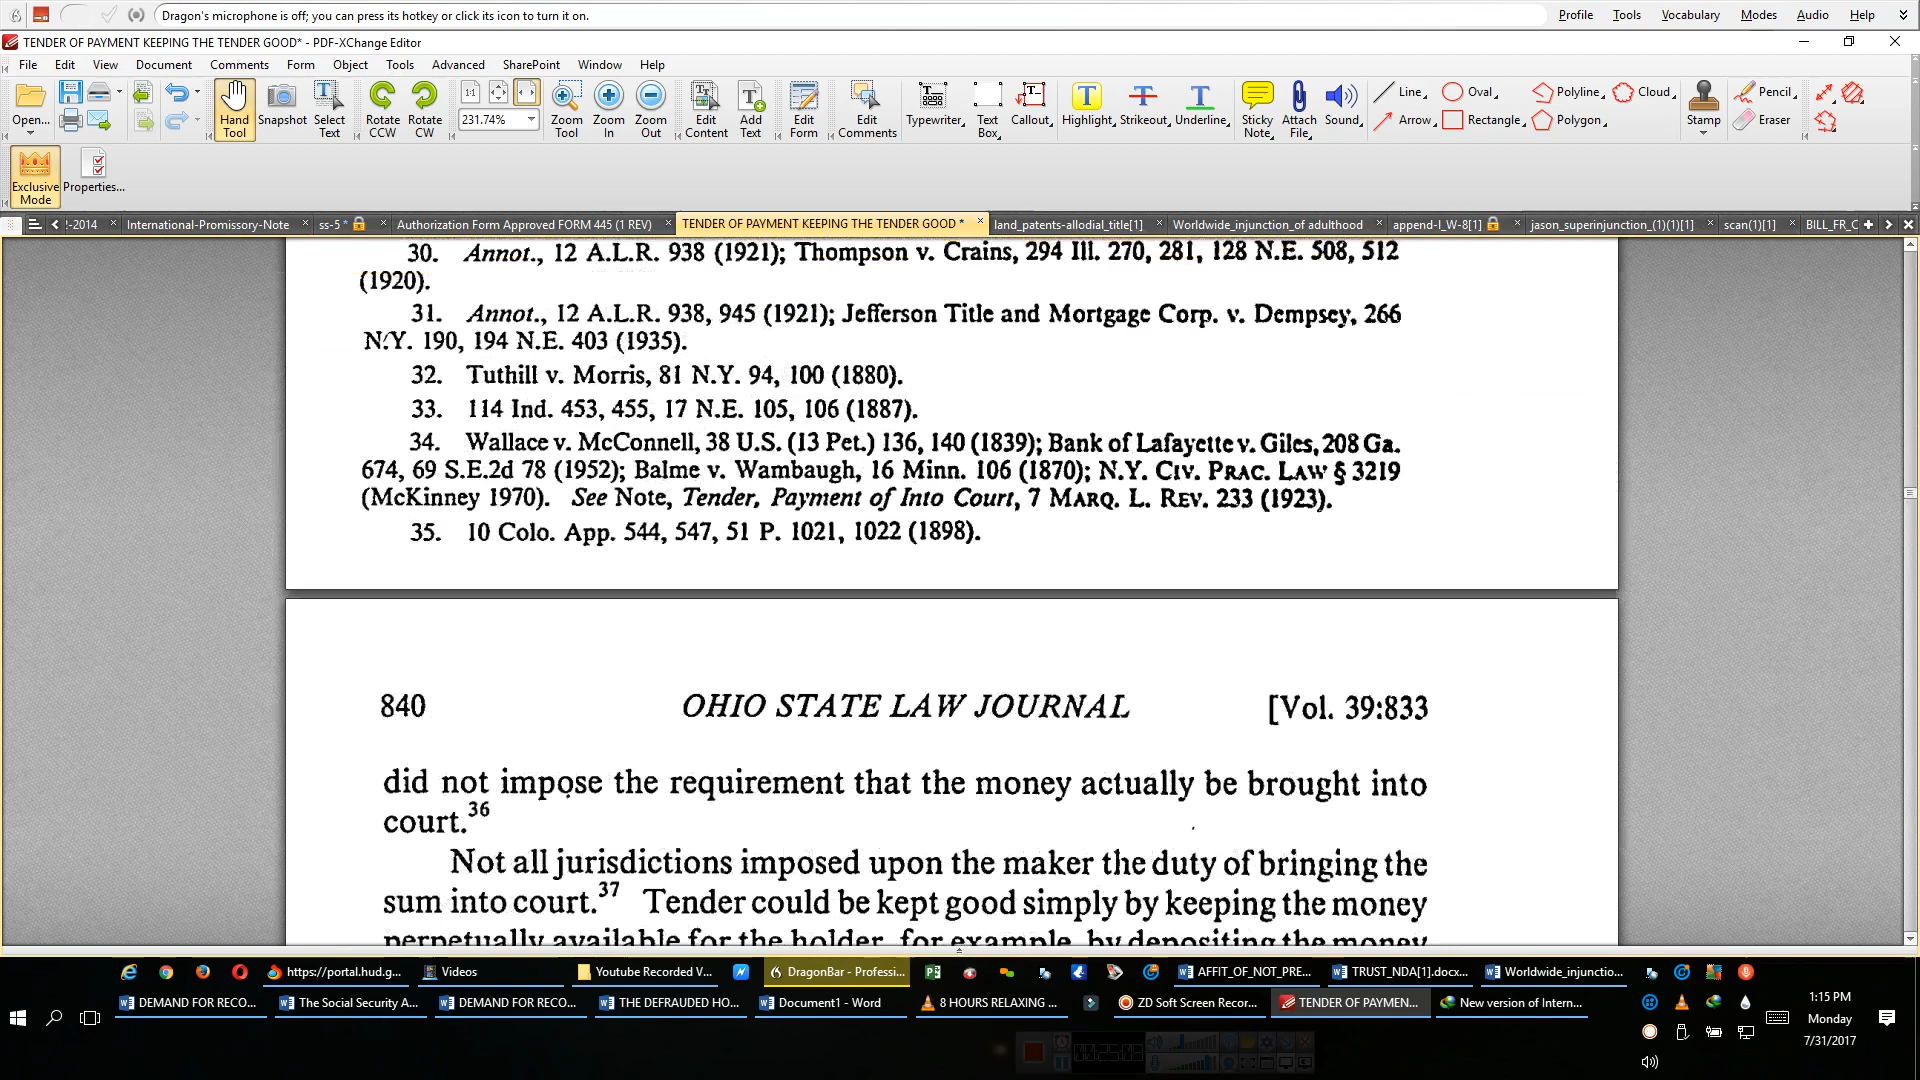 Dragon's microphone is off; you can press its hotkey or click its icon to turn it on.
Profile Tools Vocabulary Modes Audio Help
TENDER OF PAYMENT KEEPING THE TENDER GOOD* - PDF-XChange Editor
File Edit View Document Comments Form Object Tools Advanced SharePoint Window Help
Open... Hand Tool Snapshot Select Text Rotate CCW Rotate CW 1:1 231.74% Zoom Tool Zoom In Zoom Out Edit Content Add Text Edit Form Edit Comments Typewriter Text Box Callout Highlight Strikeout Underline Sticky Note Attach File Sound Line Arrow Oval Rectangle Polyline Polygon Cloud Stamp Pencil Eraser
Exclusive Mode Properties...
!-2014 International-Promissory-Note ss-5 * Authorization Form Approved FORM 445 (1 REV) TENDER OF PAYMENT KEEPING THE TENDER GOOD * land_patents-allodial_title[1] Worldwide_injunction of adulthood append-I_W-8[1] jason_superinjunction_(1)(1)[1] scan(1)[1] BILL_FR_C
30. Annot., 12 A.L.R. 938 (1921); Thompson v. Crains, 294 Ill. 270, 281, 128 N.E. 508, 512
(1920).
31. Annot., 12 A.L.R. 938, 945 (1921); Jefferson Title and Mortgage Corp. v. Dempsey, 266
N.Y. 190, 194 N.E. 403 (1935).
32. Tuthill v. Morris, 81 N.Y. 94, 100 (1880).
33. 114 Ind. 453, 455, 17 N.E. 105, 106 (1887).
34. Wallace v. McConnell, 38 U.S. (13 Pet.) 136, 140 (1839); Bank of Lafayette v. Giles, 208 Ga.
674, 69 S.E.2d 78 (1952); Balme v. Wambaugh, 16 Minn. 106 (1870); N.Y. CIV. PRAC. LAW § 3219
(McKinney 1970). See Note, Tender, Payment of Into Court, 7 MARQ. L. REV. 233 (1923).
35. 10 Colo. App. 544, 547, 51 P. 1021, 1022 (1898).
840 OHIO STATE LAW JOURNAL [Vol. 39:833
did not impose the requirement that the money actually be brought into
court.36
Not all jurisdictions imposed upon the maker the duty of bringing the
sum into court.37 Tender could be kept good simply by keeping the money
perpetually available for the holder, for example, by depositing the money
https://portal.hud.g... Videos Youtube Recorded V... DragonBar - Professi... AFFIT_OF_NOT_PRE... TRUST_NDA[1].docx... Worldwide_injunctio...
DEMAND FOR RECO... The Social Security A... DEMAND FOR RECO... THE DEFRAUDED HO... Document1 - Word 8 HOURS RELAXING ... ZD Soft Screen Recor... TENDER OF PAYMEN... New version of Intern...
1:15 PM
Monday
7/31/2017